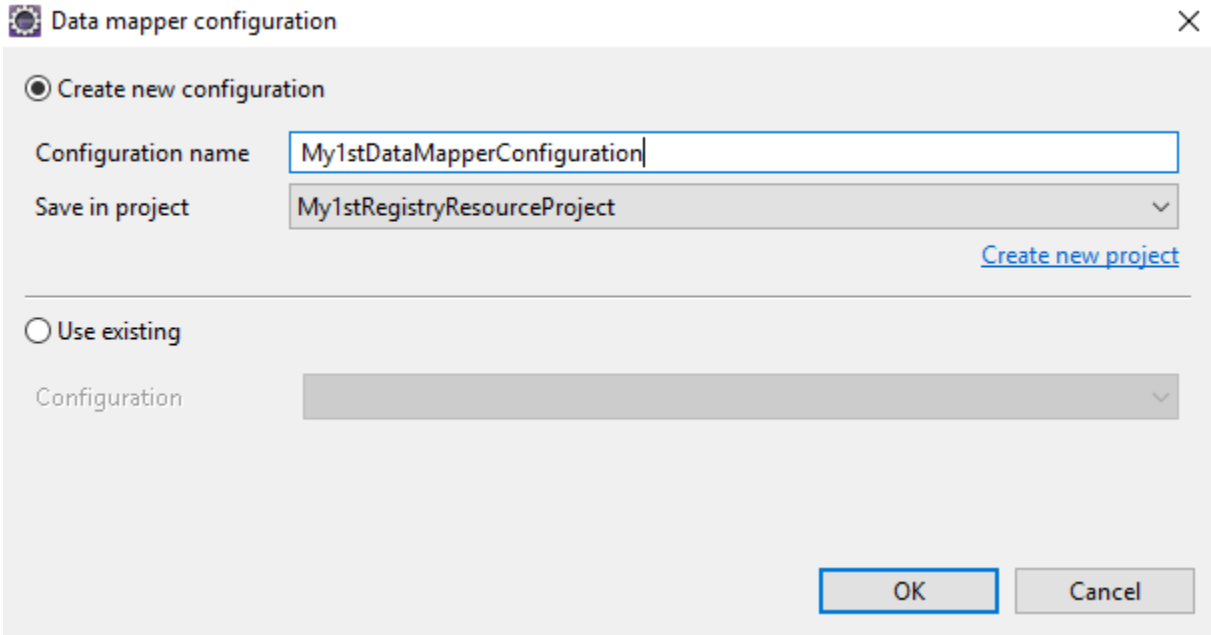 Data mapper configuration
Create new configuration
Configuration name My1stDataMapperConfiguration
Save in project My1stRegistryResourceProject
Create new project
Use existing
Configuration
OK Cancel